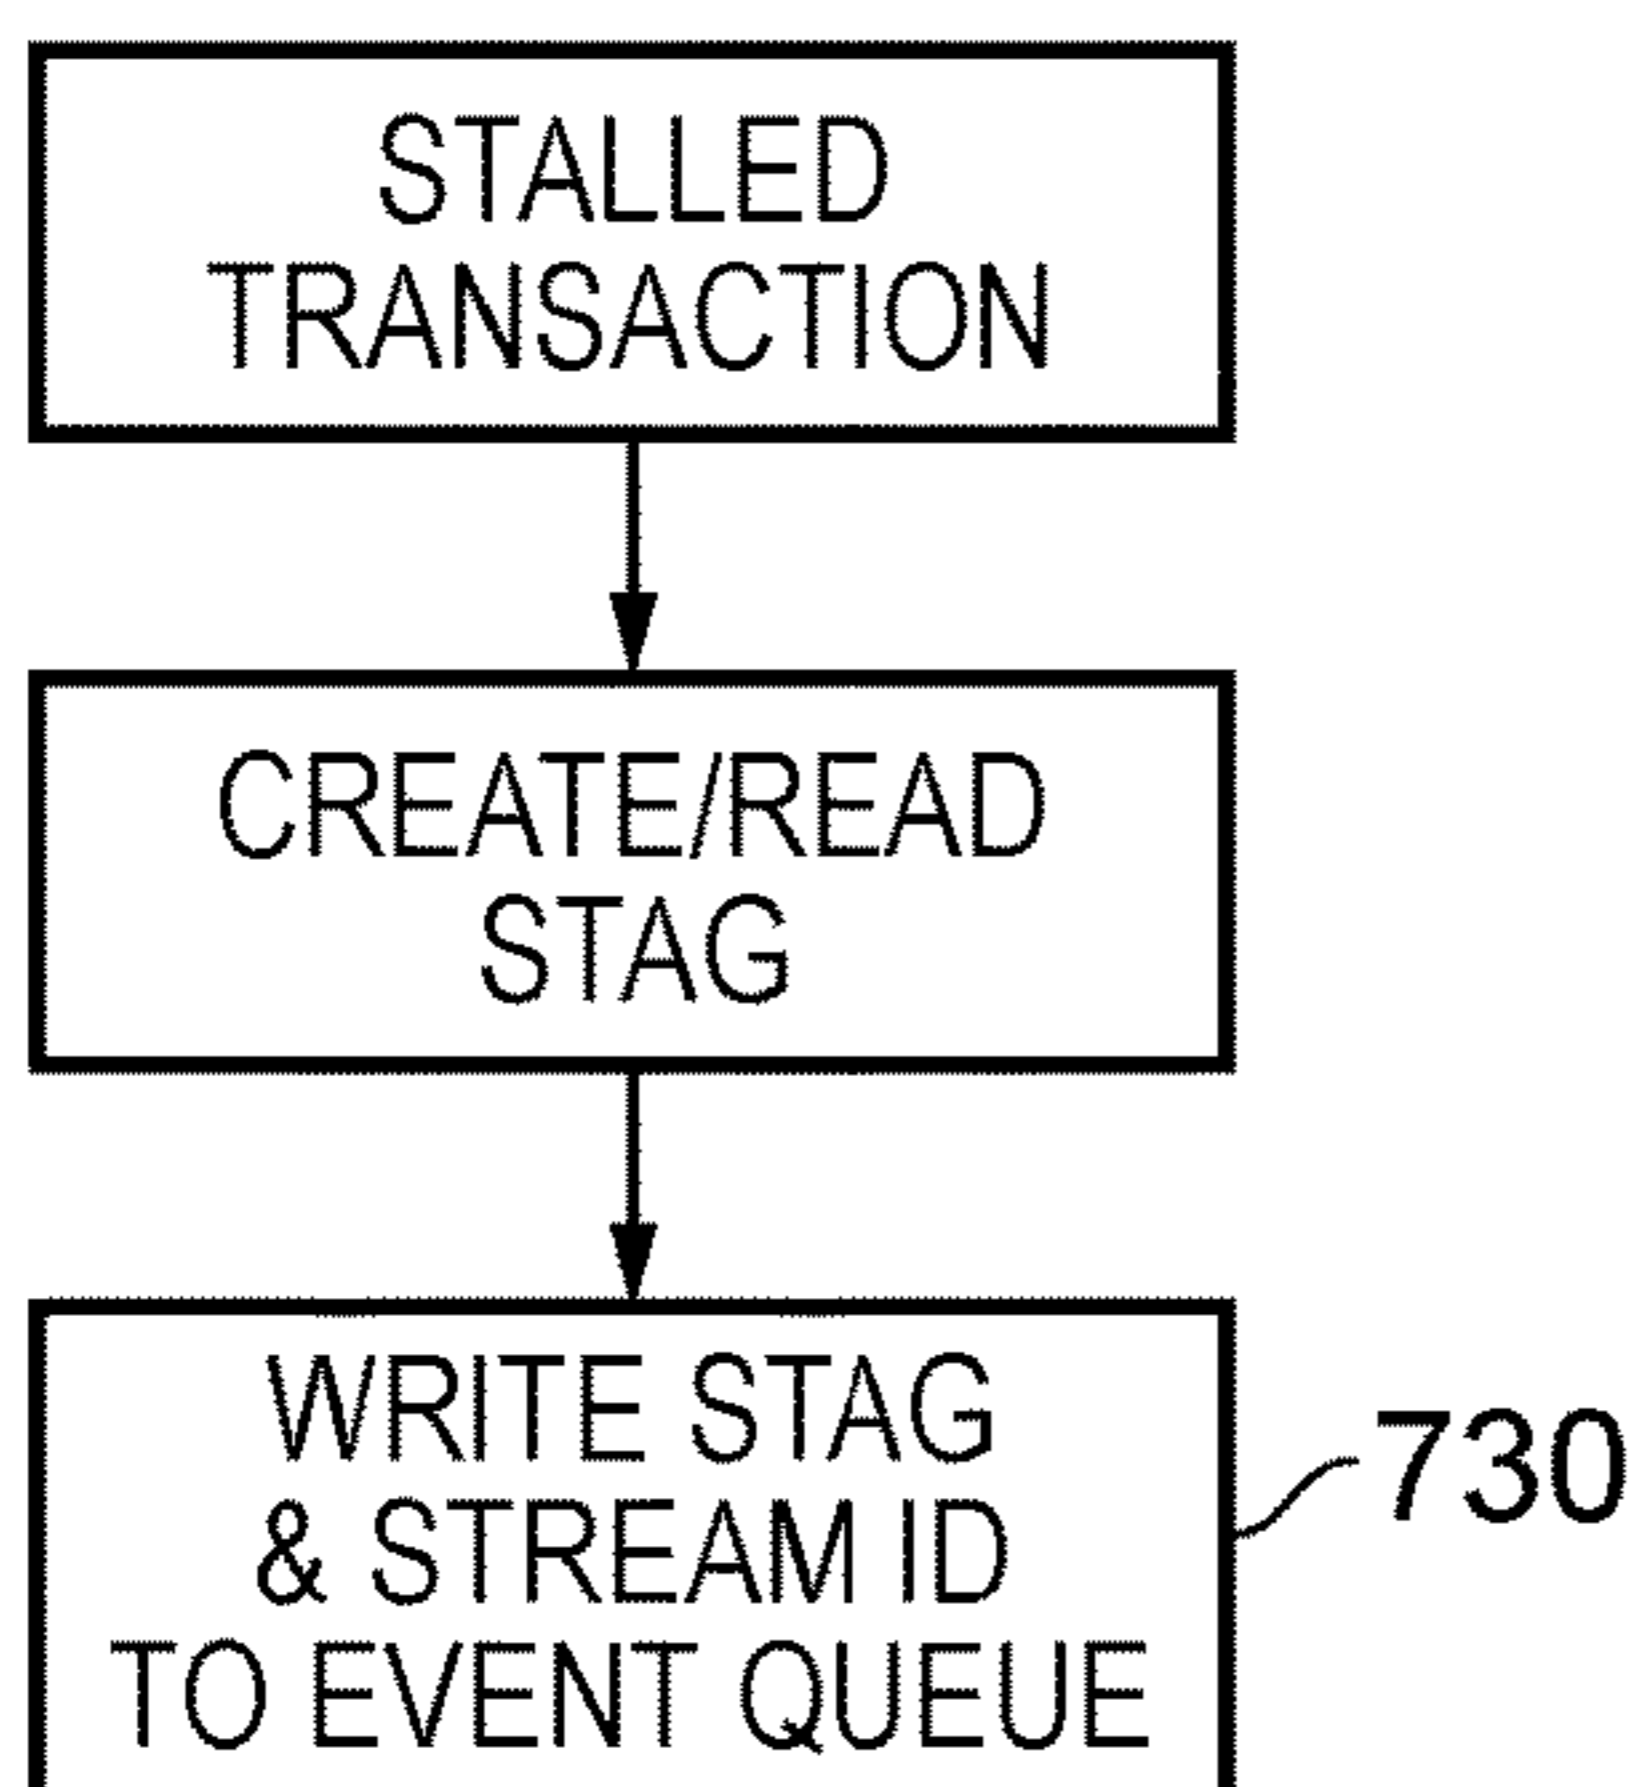 STALLED
TRANSACTION
CREATE/READ
STAG
WRITE STAG
& STREAM ID
TO EVENT QUEUE
730